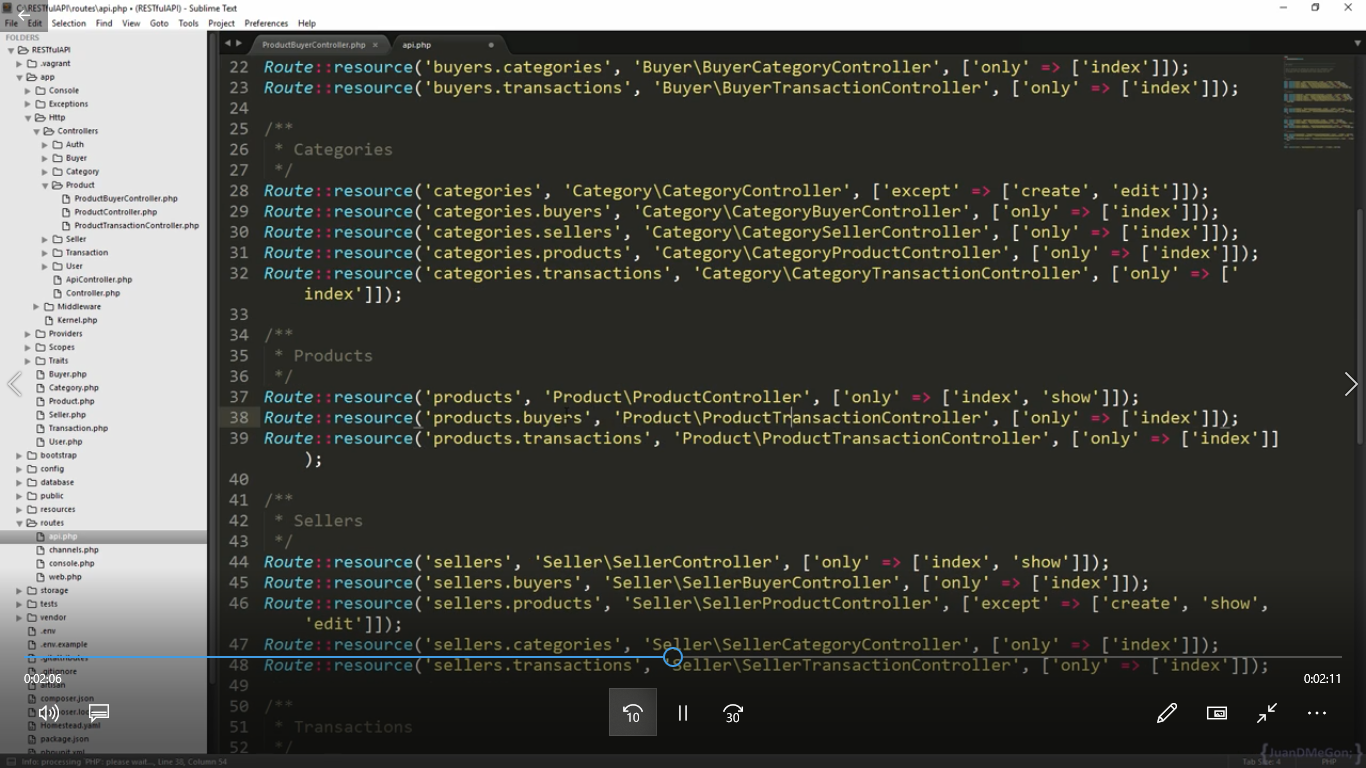 C:\RESTfulAPI\routes\api.php • (RESTfulAPI) - Sublime Text
File Edit Selection Find View Goto Tools Project Preferences Help
FOLDERS
RESTfulAPI
.vagrant
app
Console
Exceptions
Http
Controllers
Auth
Buyer
Category
Product
ProductBuyerController.php
ProductController.php
ProductTransactionController.php
Seller
Transaction
User
ApiController.php
Controller.php
Middleware
Kernel.php
Providers
Scopes
Traits
Buyer.php
Category.php
Product.php
Seller.php
Transaction.php
User.php
bootstrap
config
database
public
resources
routes
api.php
channels.php
console.php
web.php
storage
tests
vendor
.env
.env.example
.gitattributes
.gitignore
artisan
composer.json
composer.loc
Homestead.yaml
package.json
phpunit.xml
ProductBuyerController.php × api.php
22 Route::resource('buyers.categories', 'Buyer\BuyerCategoryController', ['only' => ['index']]);
23 Route::resource('buyers.transactions', 'Buyer\BuyerTransactionController', ['only' => ['index']]);
24
25 /**
26 * Categories
27 */
28 Route::resource('categories', 'Category\CategoryController', ['except' => ['create', 'edit']]);
29 Route::resource('categories.buyers', 'Category\CategoryBuyerController', ['only' => ['index']]);
30 Route::resource('categories.sellers', 'Category\CategorySellerController', ['only' => ['index']]);
31 Route::resource('categories.products', 'Category\CategoryProductController', ['only' => ['index']]);
32 Route::resource('categories.transactions', 'Category\CategoryTransactionController', ['only' => ['
index']]);
33
34 /**
35 * Products
36 */
37 Route::resource('products', 'Product\ProductController', ['only' => ['index', 'show']]);
38 Route::resource('products.buyers', 'Product\ProductTransactionController', ['only' => ['index']]);
39 Route::resource('products.transactions', 'Product\ProductTransactionController', ['only' => ['index']]
);
40
41 /**
42 * Sellers
43 */
44 Route::resource('sellers', 'Seller\SellerController', ['only' => ['index', 'show']]);
45 Route::resource('sellers.buyers', 'Seller\SellerBuyerController', ['only' => ['index']]);
46 Route::resource('sellers.products', 'Seller\SellerProductController', ['except' => ['create', 'show',
'edit']]);
47 Route::resource('sellers.categories', 'Seller\SellerCategoryController', ['only' => ['index']]);
48 Route::resource('sellers.transactions', 'Seller\SellerTransactionController', ['only' => ['index']]);
49
50 /**
51 * Transactions
52 */
0:02:06
0:02:11
10
30
{JuanDMeGon;}
Info: processing `PHP`: please wait..., Line 38, Column 54
Tab Size: 4 PHP